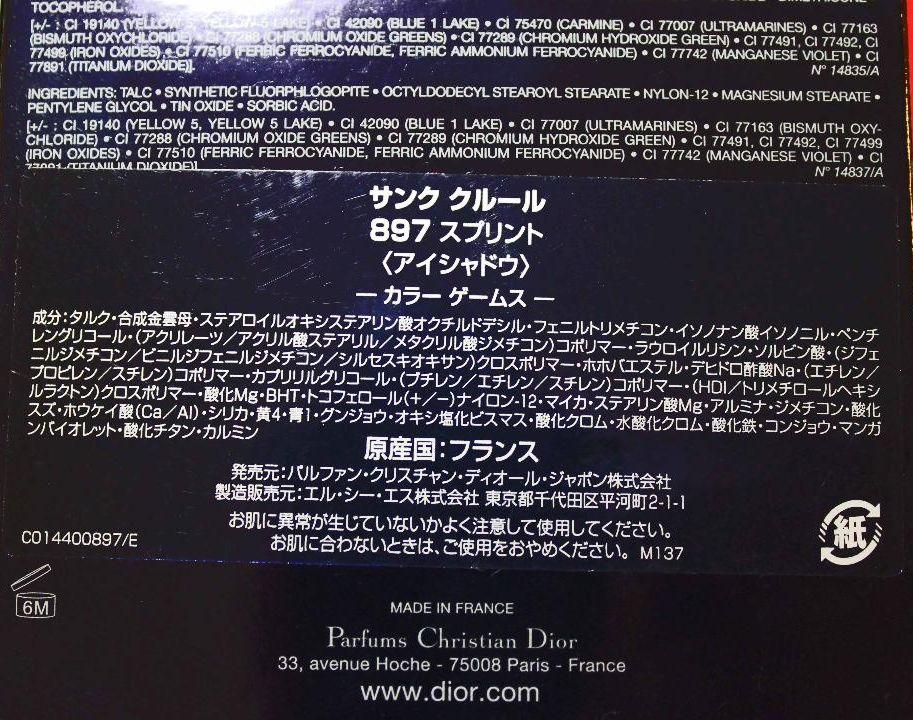 TOCOPHEROL.
[+/- : CI 19140 (YELLOW 5, YELLOW 5 LAKE) • CI 42090 (BLUE 1 LAKE) • CI 75470 (CARMINE) • CI 77007 (ULTRAMARINES) • CI 77163
(BISMUTH OXYCHLORIDE) • CI 77288 (CHROMIUM OXIDE GREENS) • CI 77289 (CHROMIUM HYDROXIDE GREEN) • CI 77491, CI 77492, CI
77499 (IRON OXIDES) • CI 77510 (FERRIC FERROCYANIDE, FERRIC AMMONIUM FERROCYANIDE) • CI 77742 (MANGANESE VIOLET) • CI
77891 (TITANIUM DIOXIDE)].
N° 14835/A
INGREDIENTS: TALC • SYNTHETIC FLUORPHLOGOPITE • OCTYLDODECYL STEAROYL STEARATE • NYLON-12 • MAGNESIUM STEARATE •
PENTYLENE GLYCOL • TIN OXIDE • SORBIC ACID.
[+/- : CI 19140 (YELLOW 5, YELLOW 5 LAKE) • CI 42090 (BLUE 1 LAKE) • CI 77007 (ULTRAMARINES) • CI 77163 (BISMUTH OXY-
CHLORIDE) • CI 77288 (CHROMIUM OXIDE GREENS) • CI 77289 (CHROMIUM HYDROXIDE GREEN) • CI 77491, CI 77492, CI 77499
(IRON OXIDES) • CI 77510 (FERRIC FERROCYANIDE, FERRIC AMMONIUM FERROCYANIDE) • CI 77742 (MANGANESE VIOLET) • CI
77891 (TITANIUM DIOXIDE)]
N° 14837/A
サンク クルール
897 スプリント
〈アイシャドウ〉
— カラー ゲームス —
成分：タルク・合成金雲母・ステアロイルオキシステアリン酸オクチルドデシル・フェニルトリメチコン・イソノナン酸イソノニル・ペンチ
レングリコール・（アクリレーツ／アクリル酸ステアリル／メタクリル酸ジメチコン）コポリマー・ラウロイルリシン・ソルビン酸・（ジフェ
ニルジメチコン／ビニルジフェニルジメチコン／シルセスキオキサン）クロスポリマー・ホホバエステル・デヒドロ酢酸Na・（エチレン／
プロピレン／スチレン）コポリマー・カプリリルグリコール・（ブチレン／エチレン／スチレン）コポリマー・（HDI／トリメチロールヘキシ
ルラクトン）クロスポリマー・酸化Mg・BHT・トコフェロール（+／−）ナイロン-12・マイカ・ステアリン酸Mg・アルミナ・ジメチコン・酸化
スズ・ホウケイ酸（Ca／Al）・シリカ・黄4・青1・グンジョウ・オキシ塩化ビスマス・酸化クロム・水酸化クロム・酸化鉄・コンジョウ・マンガ
ンバイオレット・酸化チタン・カルミン
原産国：フランス
発売元：パルファン・クリスチャン・ディオール・ジャポン株式会社
製造販売元：エル・シー・エス株式会社 東京都千代田区平河町2-1-1
お肌に異常が生じていないかよく注意して使用してください。
お肌に合わないときは、ご使用をおやめください。 M137
C014400897/E
紙
6M
MADE IN FRANCE
Parfums Christian Dior
33, avenue Hoche - 75008 Paris - France
www.dior.com